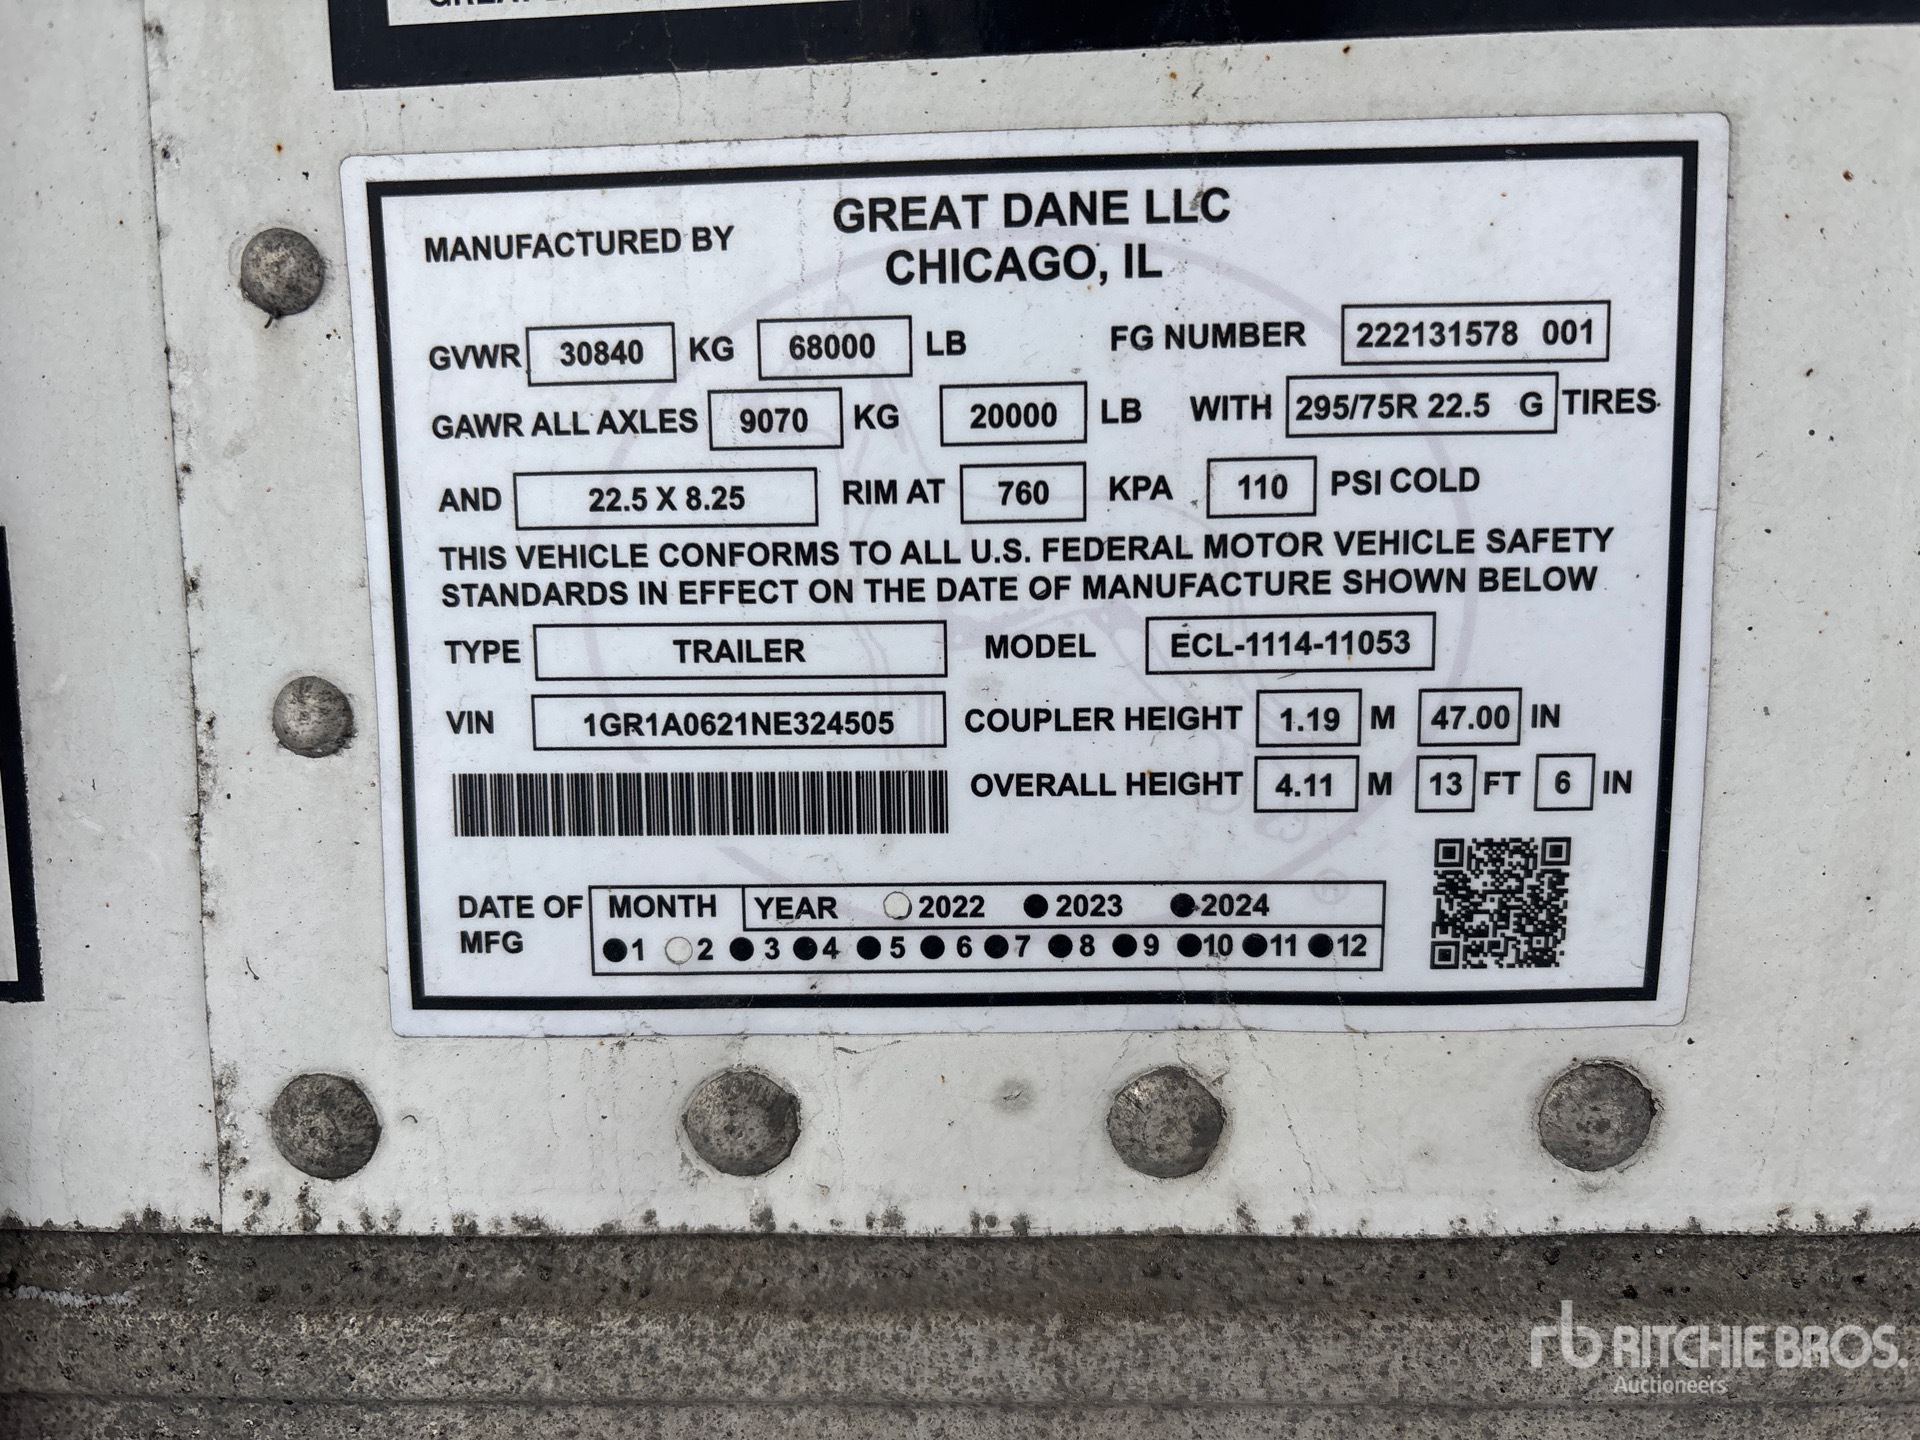 MANUFACTURED BY GREAT DANE LLC
CHICAGO, IL
GVWR 30840 KG 68000 LB FG NUMBER 222131578 001
GAWR ALL AXLES 9070 KG 20000 LB WITH 295/75R 22.5 G TIRES
AND 22.5 X 8.25 RIM AT 760 KPA 110 PSI COLD
THIS VEHICLE CONFORMS TO ALL U.S. FEDERAL MOTOR VEHICLE SAFETY
STANDARDS IN EFFECT ON THE DATE OF MANUFACTURE SHOWN BELOW
TYPE TRAILER MODEL ECL-1114-11053
VIN 1GR1A0621NE324505 COUPLER HEIGHT 1.19 M 47.00 IN
OVERALL HEIGHT 4.11 M 13 FT 6 IN
DATE OF MFG MONTH YEAR 2022 2023 2024
1 2 3 4 5 6 7 8 9 10 11 12
rb RITCHIE BROS.
Auctioneers